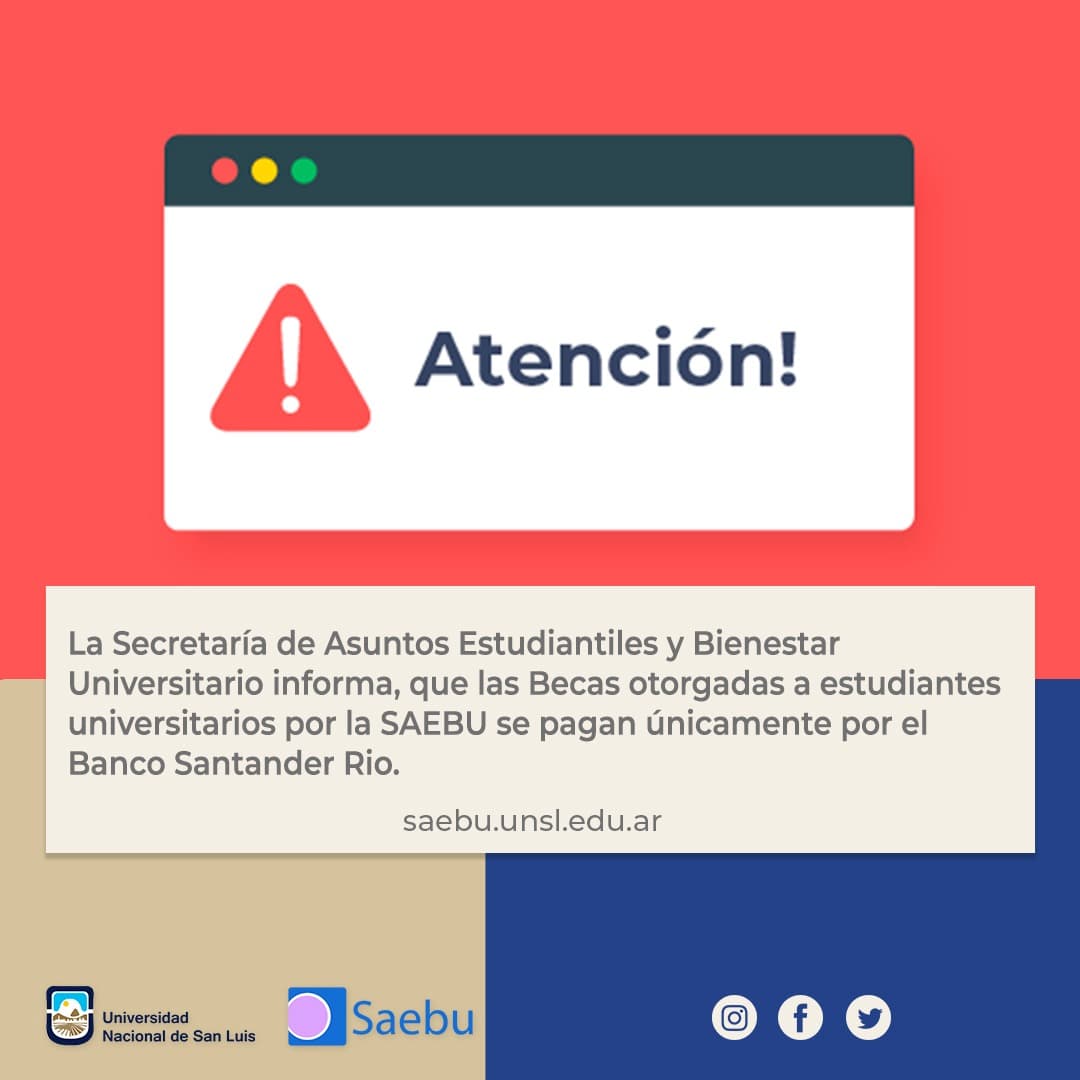 Atención!
La Secretaría de Asuntos Estudiantiles y Bienestar
Universitario informa, que las Becas otorgadas a estudiantes
universitarios por la SAEBU se pagan únicamente por el
Banco Santander Rio.
saebu.unsl.edu.ar
Universidad
Nacional de San Luis
Saebu